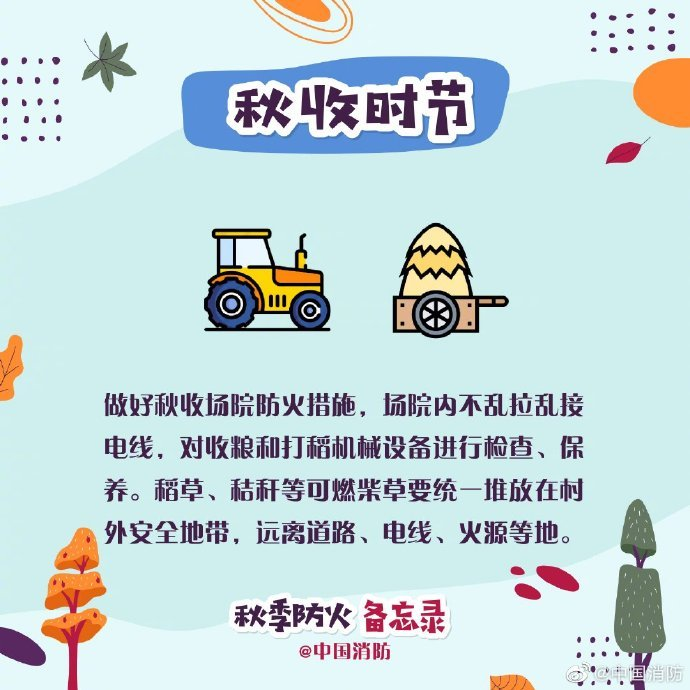 秋收时节
做好秋收场院防火措施，场院内不乱拉乱接
电线，对收粮和打稻机械设备进行检查、保
养。稻草、秸秆等可燃柴草要统一堆放在村
外安全地带，远离道路、电线、火源等地。
秋季防火 备忘录
@中国消防
@中国消防